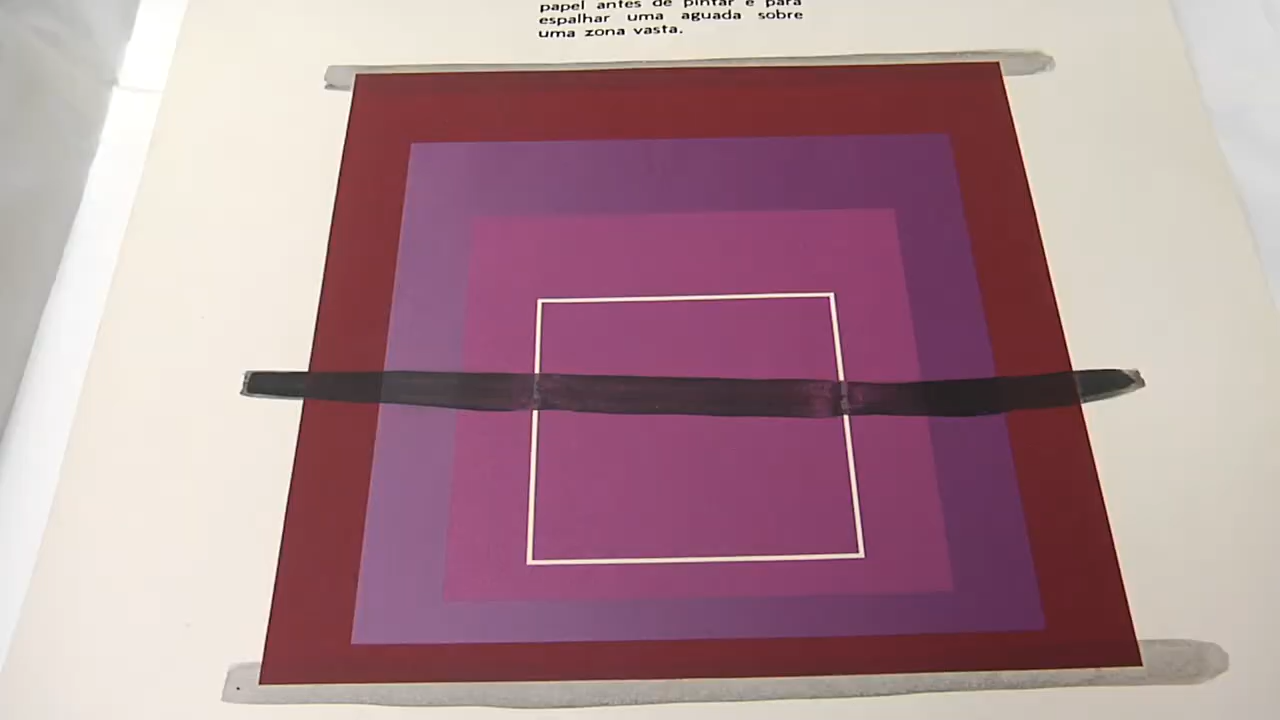 papel antes de pintar e para
espalhar uma aguada sobre
uma zona vasta.